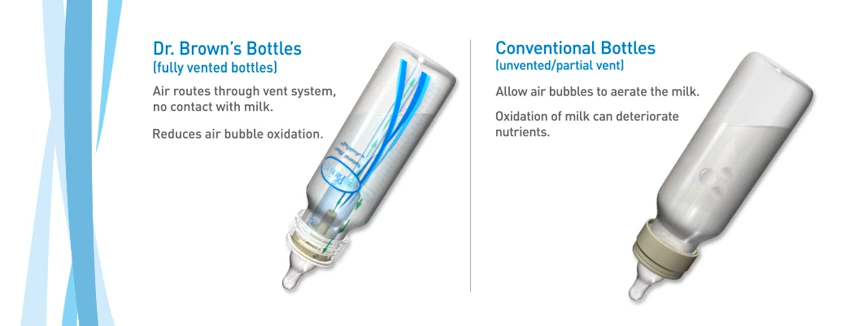 Dr. Brown's Bottles
(fully vented bottles)
Air routes through vent system,
no contact with milk.
Reduces air bubble oxidation.
Conventional Bottles
(unvented/partial vent)
Allow air bubbles to aerate the milk.
Oxidation of milk can deteriorate
nutrients.